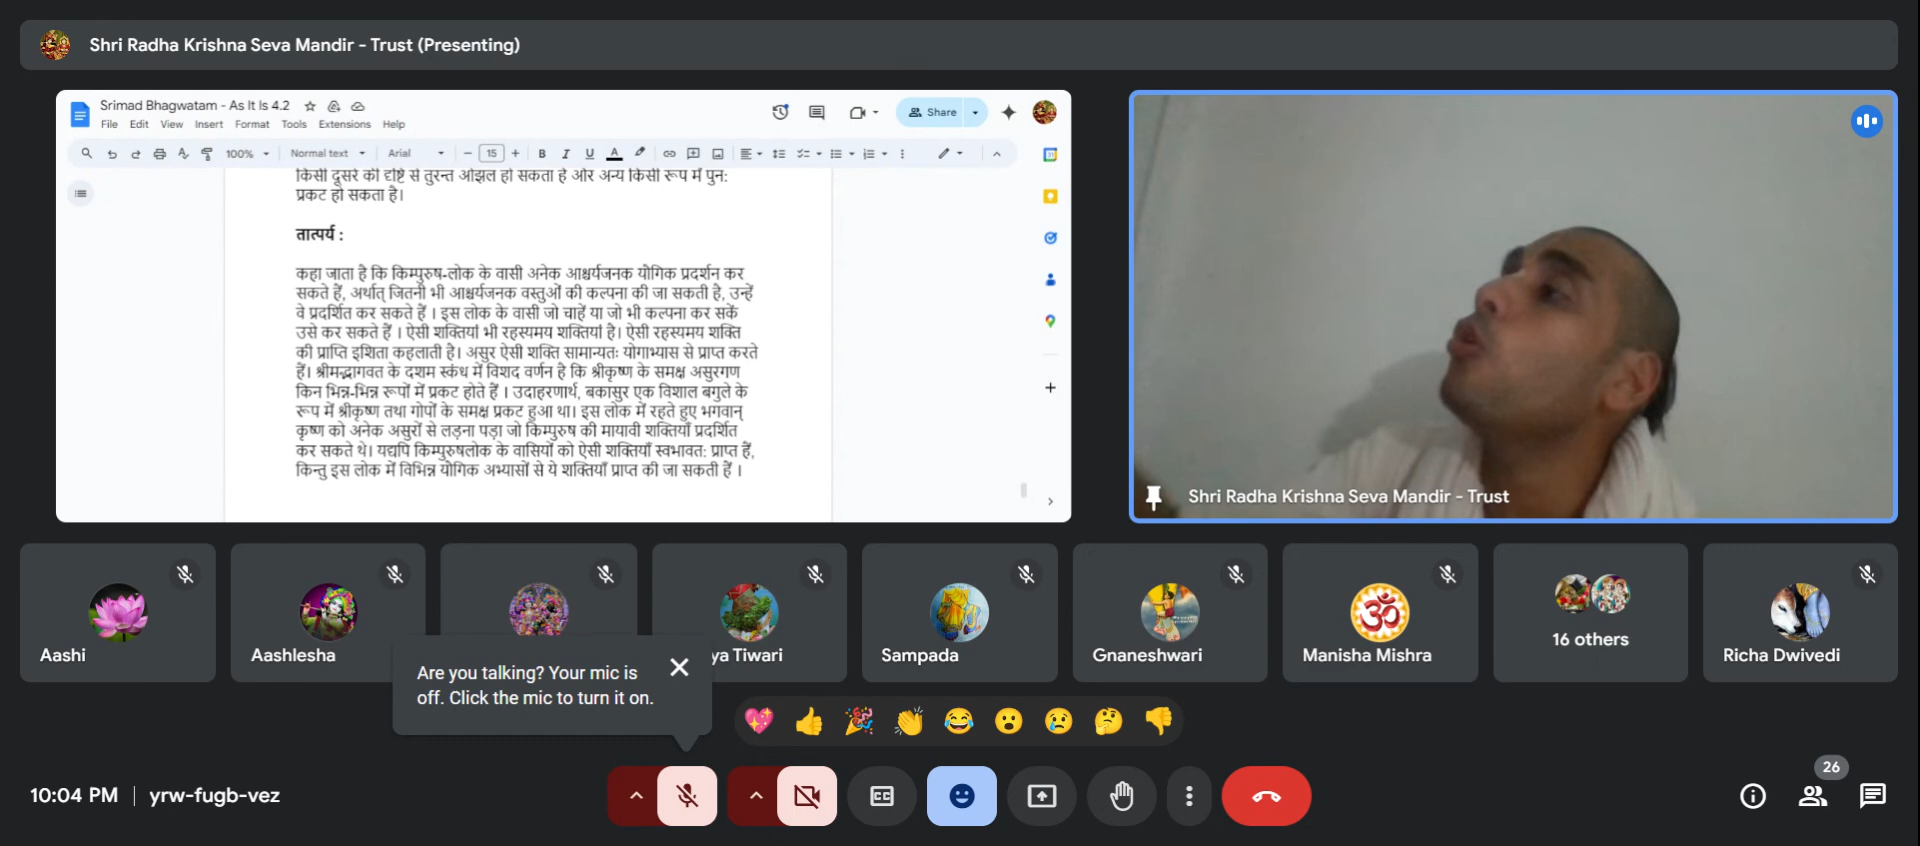 Shri Radha Krishna Seva Mandir - Trust (Presenting)
Srimad Bhagwatam - As It Is 4.2
File Edit View Insert Format Tools Extensions Help
Share
100% Normal text Arial 15 B I U A
किसी दूसरे की दृष्टि से तुरन्त ओझल हो सकता है और अन्य किसी रूप में पुन:
प्रकट हो सकता है।
तात्पर्य :
कहा जाता है कि किम्पुरुष-लोक के वासी अनेक आश्चर्यजनक यौगिक प्रदर्शन कर
सकते हैं, अर्थात् जितनी भी आश्चर्यजनक वस्तुओं की कल्पना की जा सकती है, उन्हें
वे प्रदर्शित कर सकते हैं । इस लोक के वासी जो चाहें या जो भी कल्पना कर सकें
उसे कर सकते हैं । ऐसी शक्तियां भी रहस्यमय शक्तियां है। ऐसी रहस्यमय शक्ति
की प्राप्ति इशिता कहलाती है। असुर ऐसी शक्ति सामान्यतः योगाभ्यास से प्राप्त करते
हैं। श्रीमद्भागवत के दशम स्कंध में विशद वर्णन है कि श्रीकृष्ण के समक्ष असुरगण
किन भिन्न-भिन्न रूपों में प्रकट होते हैं । उदाहरणार्थ, बकासुर एक विशाल बगुले के
रूप में श्रीकृष्ण तथा गोपों के समक्ष प्रकट हुआ था। इस लोक में रहते हुए भगवान्
कृष्ण को अनेक असुरों से लड़ना पड़ा जो किम्पुरुष की मायावी शक्तियाँ प्रदर्शित
कर सकते थे। यद्यपि किम्पुरुषलोक के वासियों को ऐसी शक्तियाँ स्वभावत: प्राप्त हैं,
किन्तु इस लोक में विभिन्न योगिक अभ्यासों से ये शक्तियाँ प्राप्त की जा सकती हैं ।
Shri Radha Krishna Seva Mandir - Trust
Aashi
Aashlesha
ya Tiwari
Sampada
Gnaneshwari
Manisha Mishra
16 others
Richa Dwivedi
Are you talking? Your mic is
off. Click the mic to turn it on.
10:04 PM | yrw-fugb-vez
CC
26